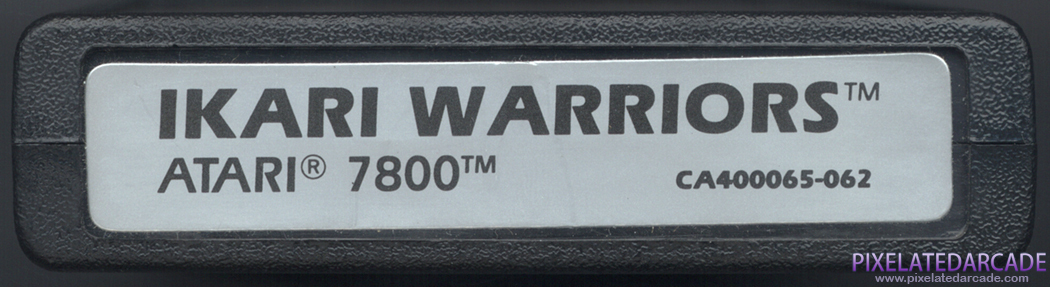 IKARI WARRIORS™
ATARI® 7800™
CA400065-062
PIXELATEDARCADE
www.pixelatedarcade.com